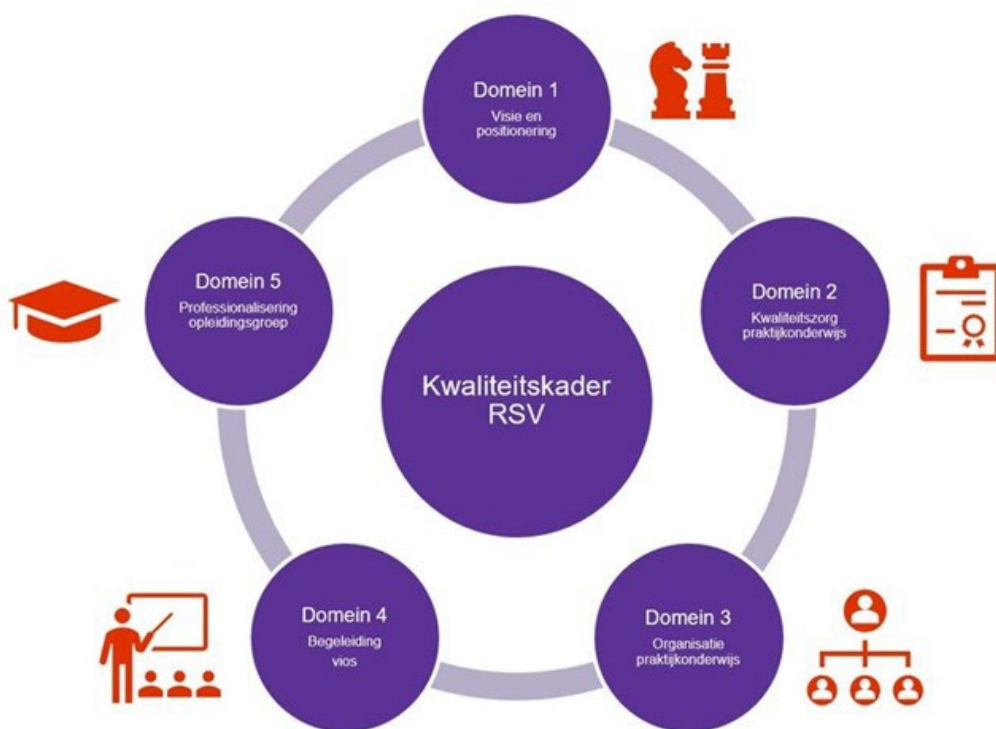 Domein 1
Visie en
positionering
Domein 2
Kwaliteitszorg
praktijkonderwijs
Domein 3
Organisatie
praktijkonderwijs
Domein 4
Begeleiding
vios
Domein 5
Professionalisering
opleidingsgroep
Kwaliteitskader
RSV